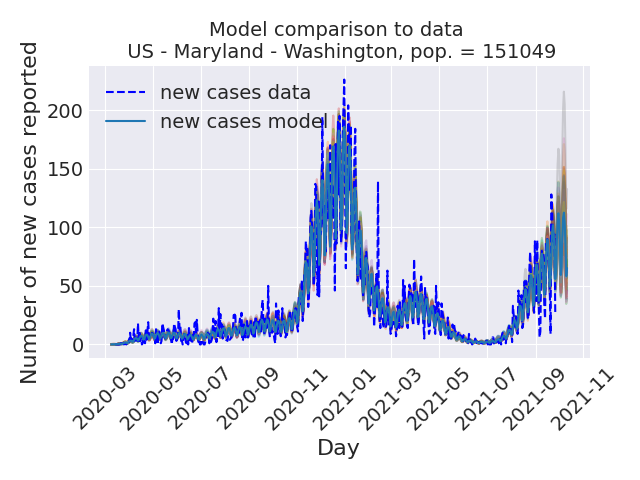 Model comparison to data
US - Maryland - Washington, pop. = 151049
Number of new cases reported
new cases data
new cases model
200
150
100
50
0
2020-03
2020-05
2020-07
2020-09
2020-11
2021-01
2021-03
2021-05
2021-07
2021-09
2021-11
Day